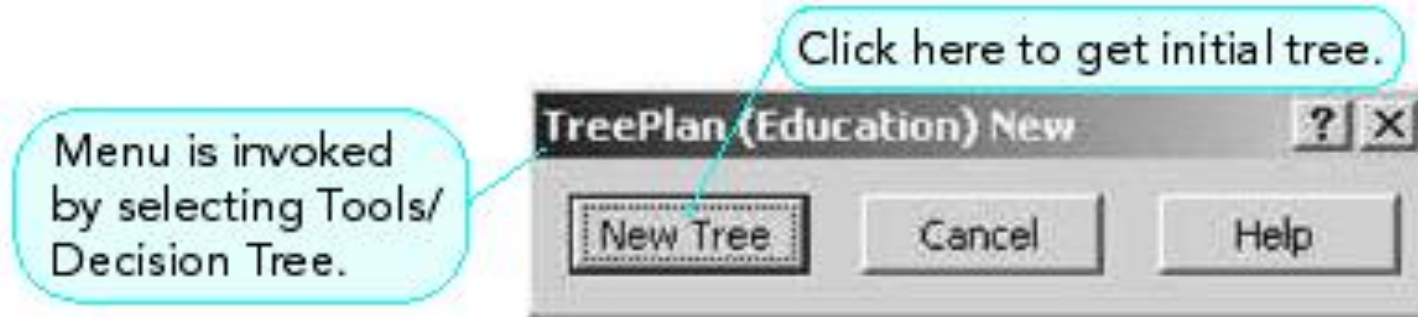 Click here to get initial tree.
Menu is invoked
by selecting Tools/
Decision Tree.
TreePlan (Education) New
? X
New Tree Cancel Help